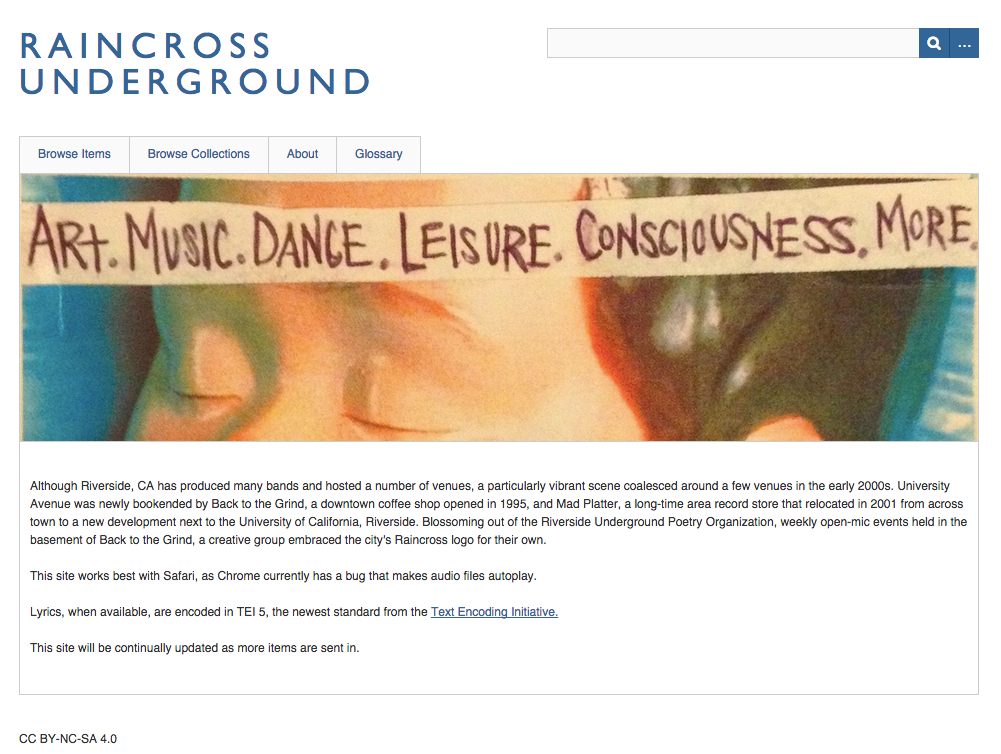 RAINCROSS
UNDERGROUND
...
Browse Items
Browse Collections
About
Glossary
ART. MUSIC. DANCE. LEISURE. CONSCIOUSNESS. MORE.
Although Riverside, CA has produced many bands and hosted a number of venues, a particularly vibrant scene coalesced around a few venues in the early 2000s. University
Avenue was newly bookended by Back to the Grind, a downtown coffee shop opened in 1995, and Mad Platter, a long-time area record store that relocated in 2001 from across
town to a new development next to the University of California, Riverside. Blossoming out of the Riverside Underground Poetry Organization, weekly open-mic events held in the
basement of Back to the Grind, a creative group embraced the city's Raincross logo for their own.
This site works best with Safari, as Chrome currently has a bug that makes audio files autoplay.
Lyrics, when available, are encoded in TEI 5, the newest standard from the Text Encoding Initiative.
This site will be continually updated as more items are sent in.
CC BY-NC-SA 4.0